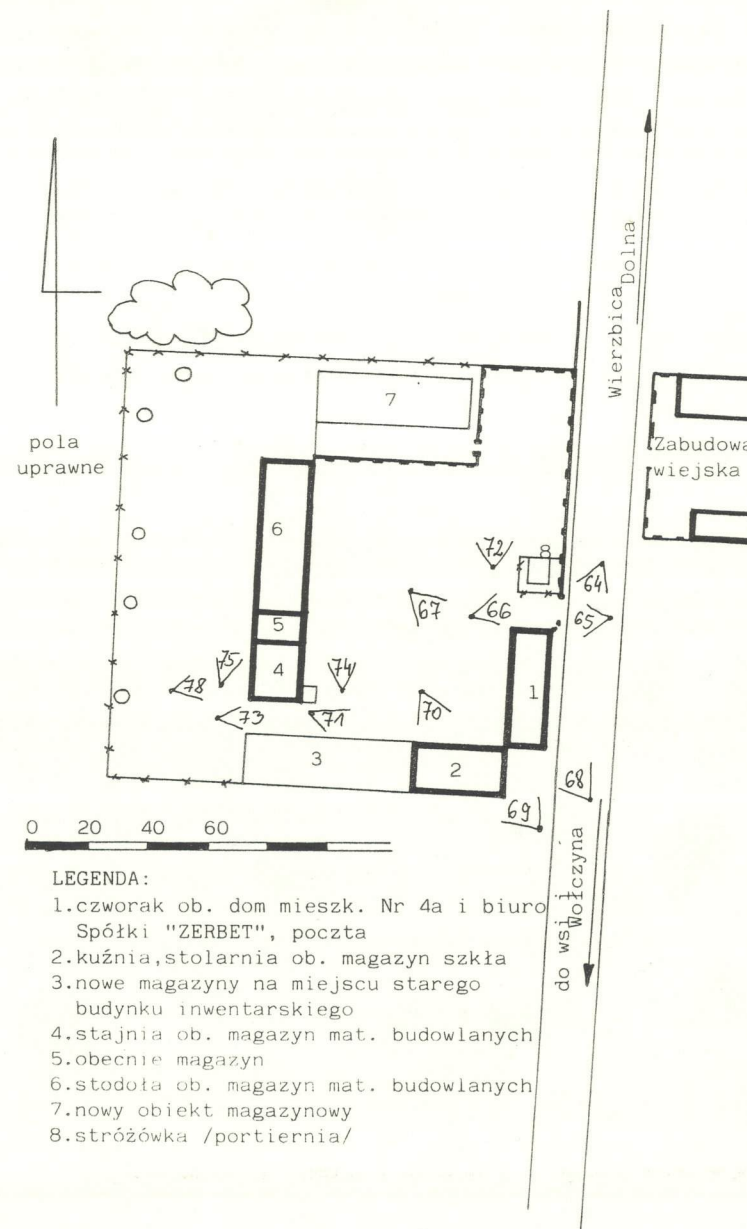 Wierzbica Dolna
7
pola
uprawne
Zabudowa
wiejska
6
72
8
64
67
66
65
5
75
4
74
1
78
73
71
70
3
2
69
68
0 20 40 60
do wsi i Wołczyna
LEGENDA:
1.czworak ob. dom mieszk. Nr 4a i biuro
Spółki "ZERBET", poczta
2.kuźnia,stolarnia ob. magazyn szkła
3.nowe magazyny na miejscu starego
budynku inwentarskiego
4.stajnia ob. magazyn mat. budowlanych
5.obecnie magazyn
6.stodoła ob. magazyn mat. budowlanych
7.nowy obiekt magazynowy
8.stróżówka /portiernia/